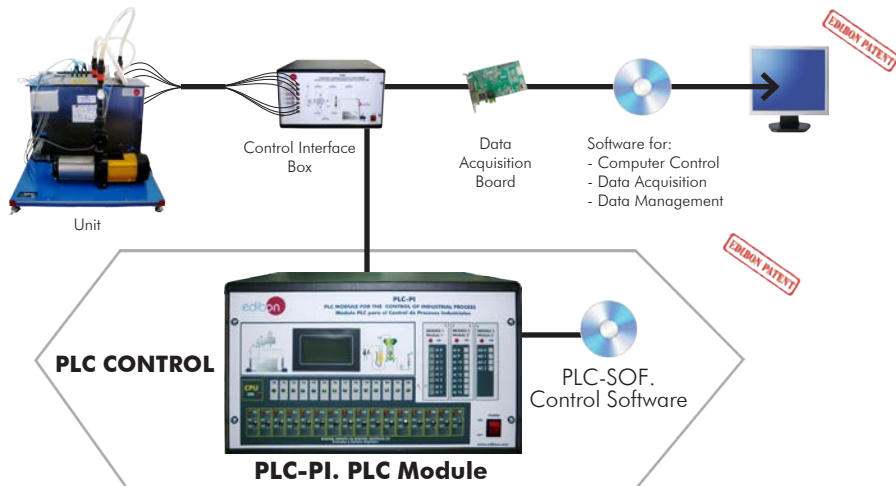 EDIBON PATENT
Control Interface
Box
Data
Acquisition
Board
Software for:
- Computer Control
- Data Acquisition
- Data Management
Unit
EDIBON PATENT
edibon
PLC-PI
PLC MODULE FOR THE CONTROL OF INDUSTRIAL PROCESS
Módulo PLC para el Control de Procesos Industriales
CPU
PLC CONTROL
PLC-SOF.
Control Software
PLC-PI. PLC Module